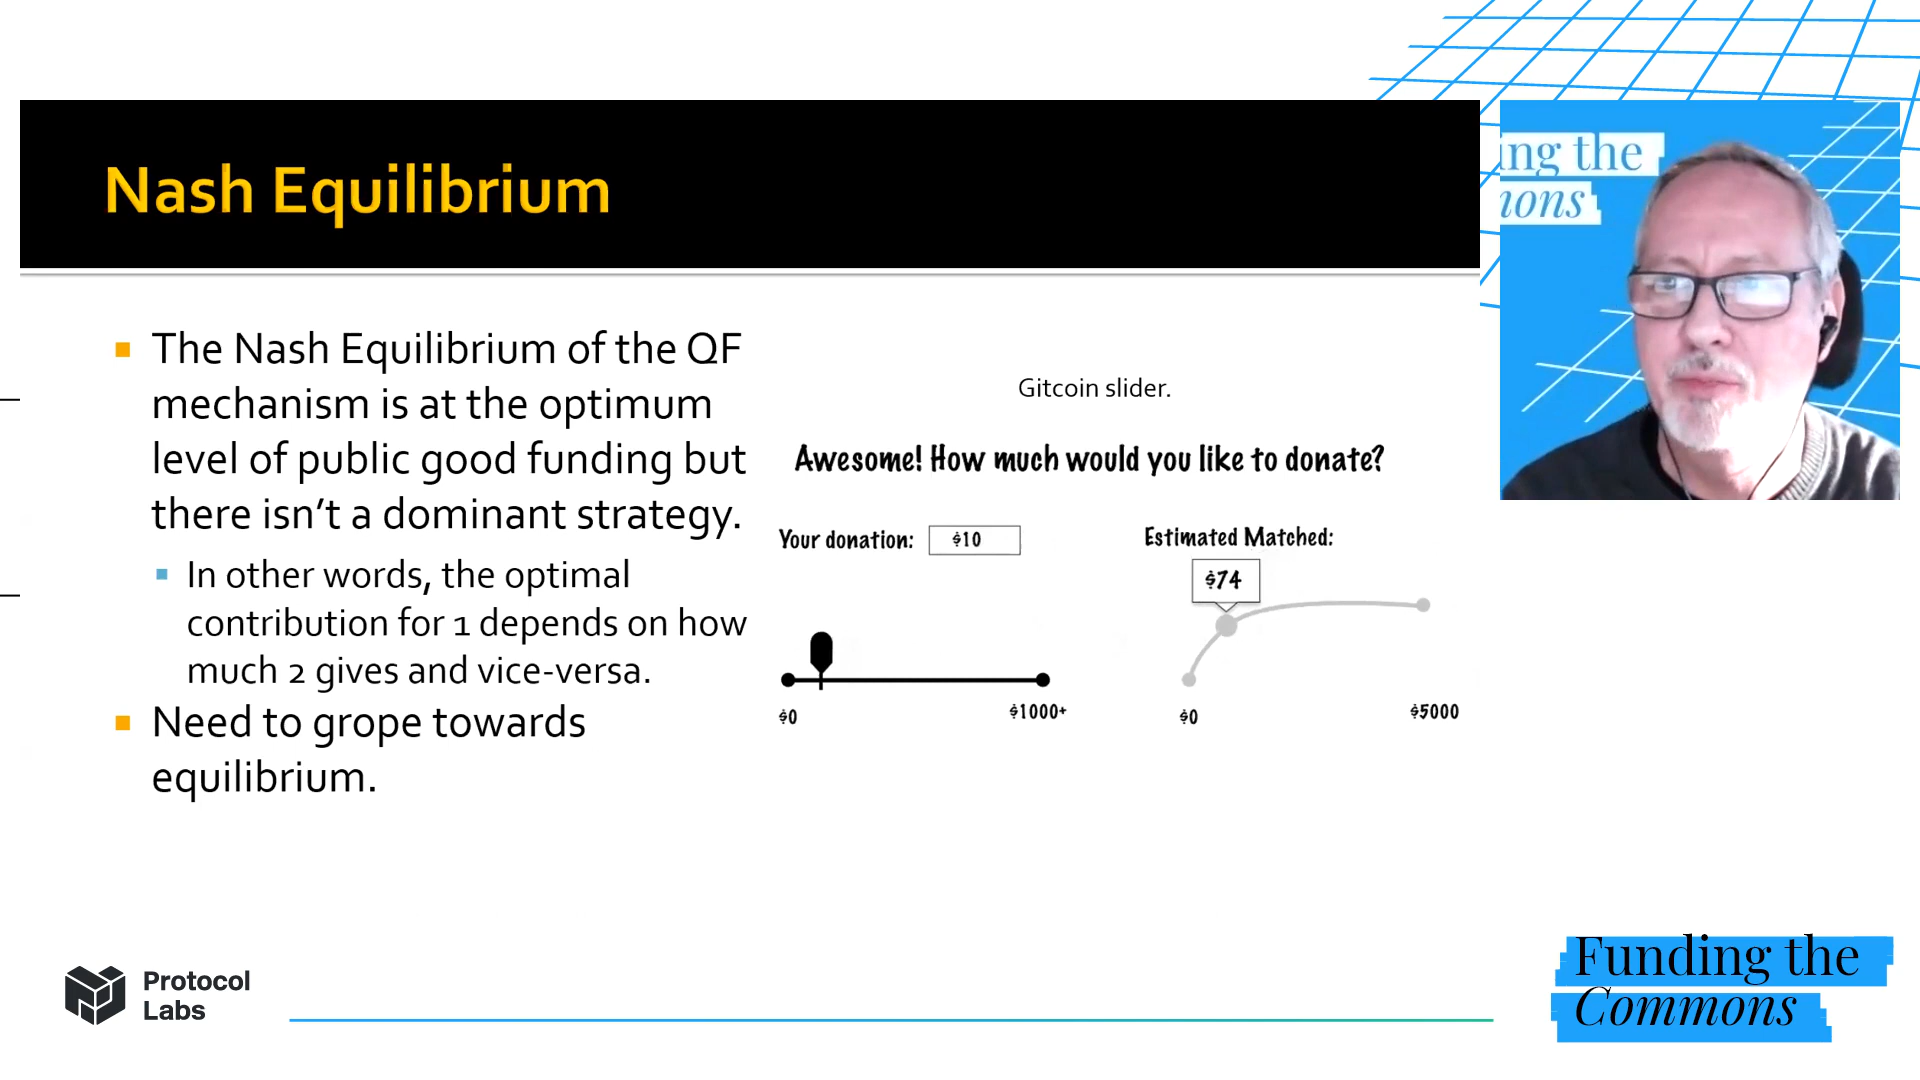 Nash Equilibrium
The Nash Equilibrium of the QF
mechanism is at the optimum
level of public good funding but
there isn't a dominant strategy.
In other words, the optimal
contribution for 1 depends on how
much 2 gives and vice-versa.
Need to grope towards
equilibrium.
Gitcoin slider.
Awesome! How much would you like to donate?
Your donation: $10
$0 $1000+
Estimated Matched:
$74
$0 $5000
ing the
mons
Protocol
Labs
Funding the
Commons